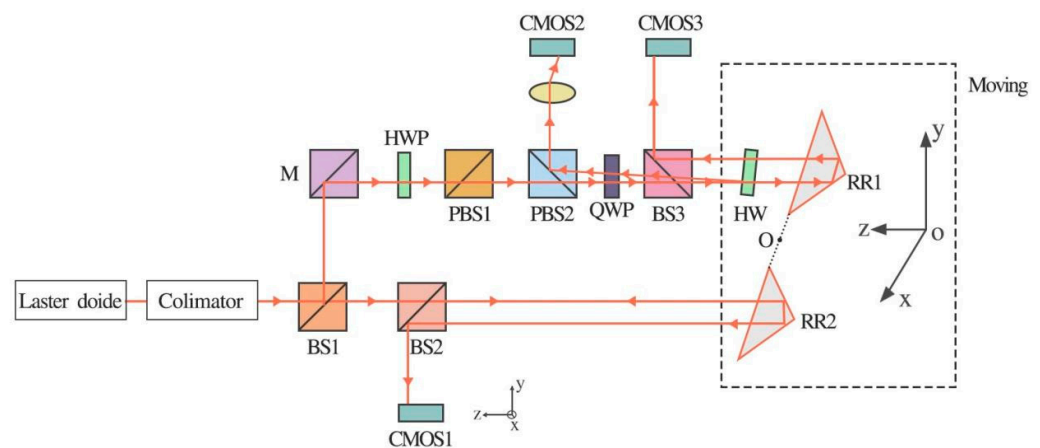 CMOS2
CMOS3
Moving
HWP
M
y
RR1
PBS1
PBS2
QWP
BS3
HW
O
z
o
x
Laster doide
Colimator
RR2
BS1
BS2
y
z
x
CMOS1